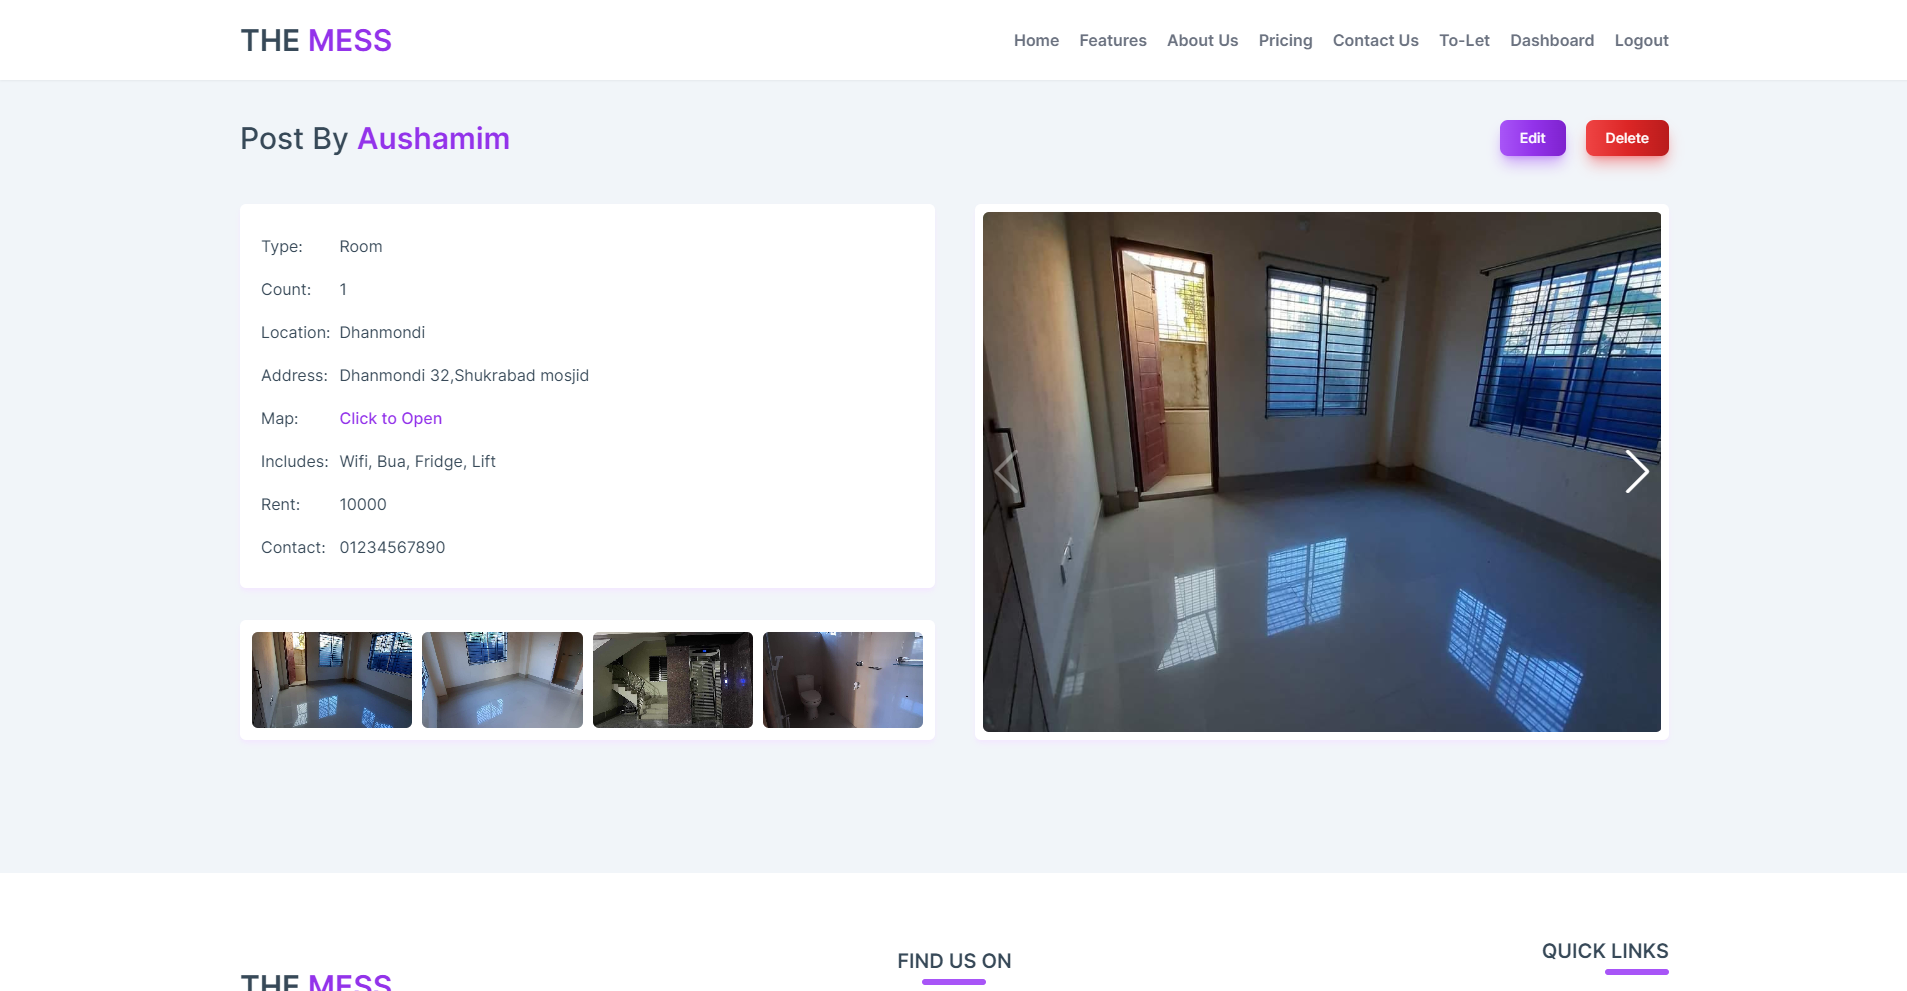 THE MESS
Home Features About Us Pricing Contact Us To-Let Dashboard Logout
Post By Aushamim
Edit Delete
Type: Room
Count: 1
Location: Dhanmondi
Address: Dhanmondi 32,Shukrabad mosjid
Map: Click to Open
Includes: Wifi, Bua, Fridge, Lift
Rent: 10000
Contact: 01234567890
THE MESS
FIND US ON
QUICK LINKS